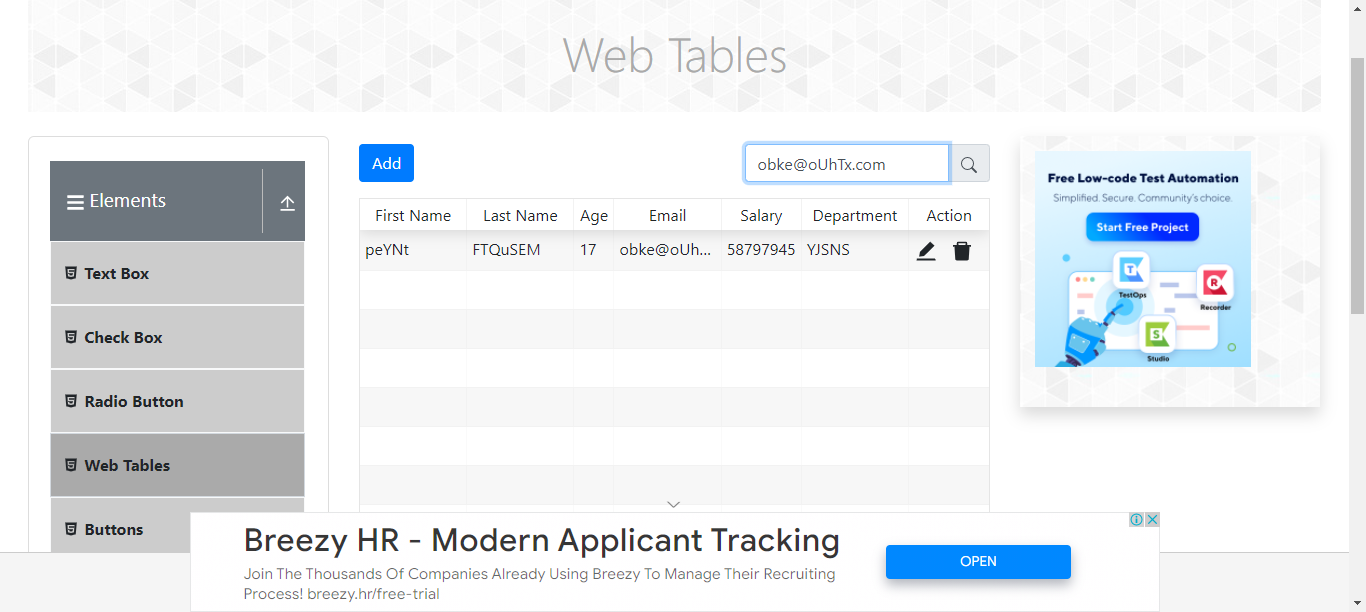 Web Tables
Elements
Text Box
Check Box
Radio Button
Web Tables
Buttons
Add
obke@oUhTx.com
First Name Last Name Age Email Salary Department Action
peYNt FTQuSEM 17 obke@oUh... 58797945 YJSNS
Free Low-code Test Automation
Simplified. Secure. Community's choice.
Start Free Project
TestOps
Recorder
Studio
Breezy HR - Modern Applicant Tracking
Join The Thousands Of Companies Already Using Breezy To Manage Their Recruiting
Process! breezy.hr/free-trial
OPEN